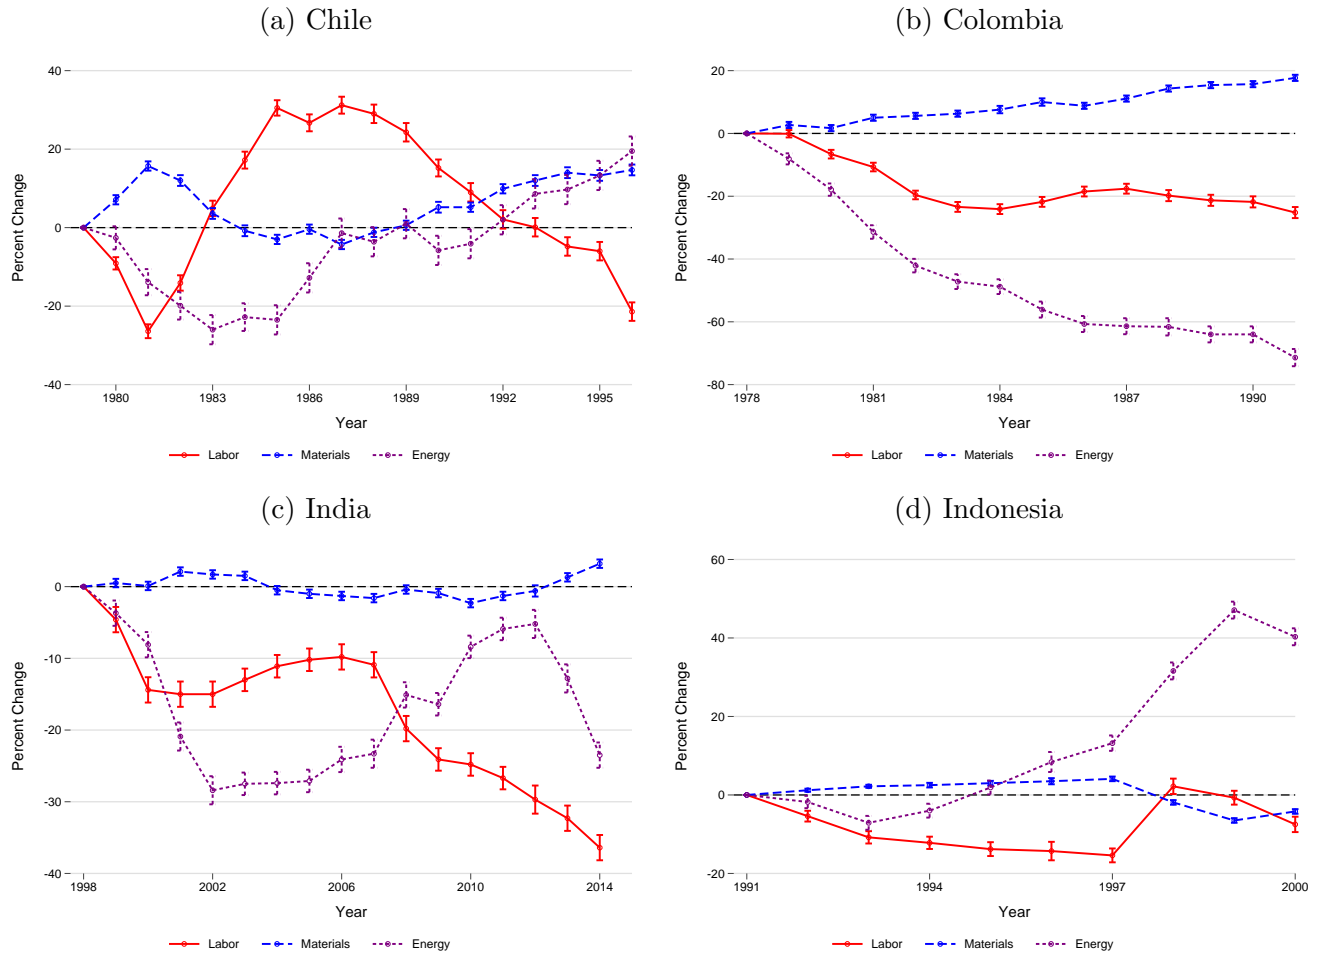 (a) Chile
40
20
0
-20
-40
Percent Change
1980 1983 1986 1989 1992 1995
Year
Labor Materials Energy
(b) Colombia
20
0
-20
-40
-60
-80
Percent Change
1978 1981 1984 1987 1990
Year
Labor Materials Energy
(c) India
0
-10
-20
-30
-40
Percent Change
1998 2002 2006 2010 2014
Year
Labor Materials Energy
(d) Indonesia
60
40
20
0
-20
Percent Change
1991 1994 1997 2000
Year
Labor Materials Energy